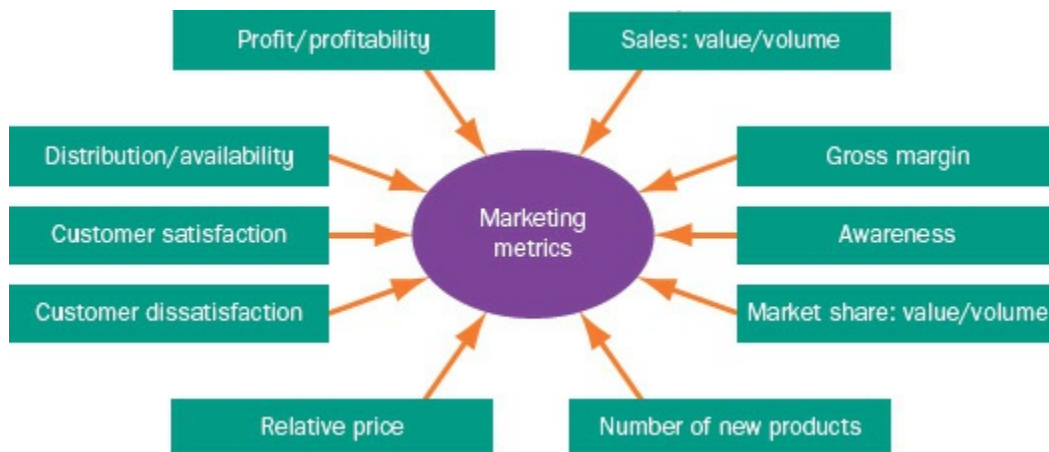 Profit/profitability
Sales: value/volume
Distribution/availability
Gross margin
Customer satisfaction
Marketing
metrics
Awareness
Customer dissatisfaction
Market share: value/volume
Relative price
Number of new products